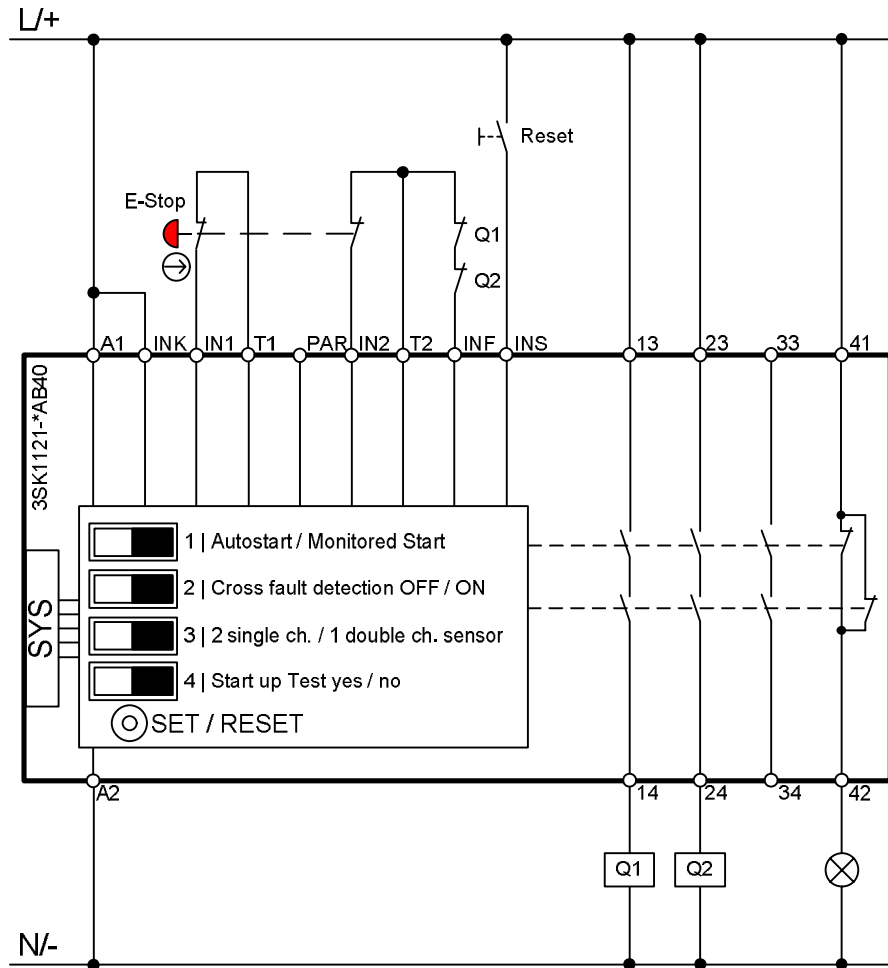 L/+
Reset
E-Stop
Q1
Q2
A1 INK IN1 T1 PAR IN2 T2 INF INS 13 23 33 41
3SK1121-*AB40
1 | Autostart / Monitored Start
2 | Cross fault detection OFF / ON
3 | 2 single ch. / 1 double ch. sensor
4 | Start up Test yes / no
SYS
SET / RESET
A2 14 24 34 42
Q1 Q2
N/-